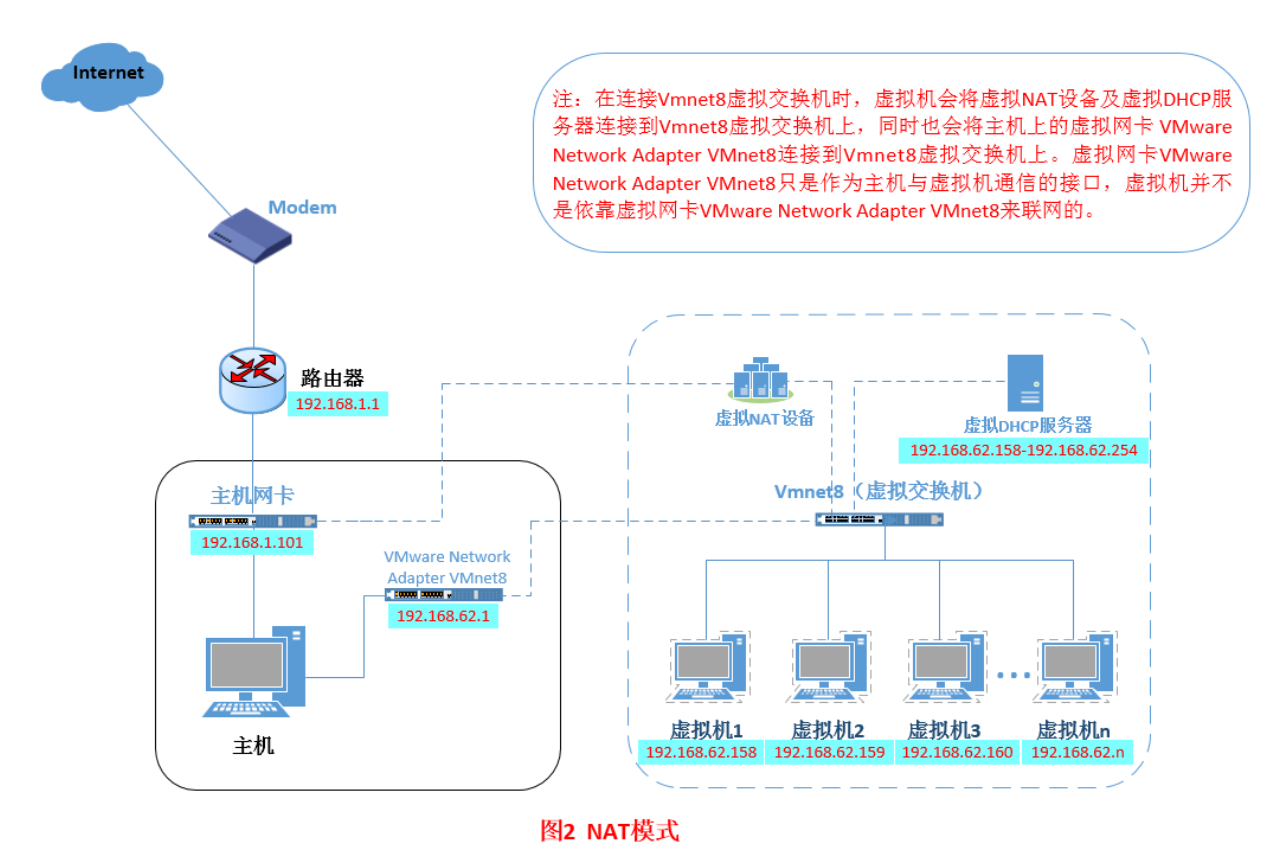 Internet
注：在连接Vmnet8虚拟交换机时，虚拟机会将虚拟NAT设备及虚拟DHCP服
务器连接到Vmnet8虚拟交换机上，同时也会将主机上的虚拟网卡 VMware
Network Adapter VMnet8连接到Vmnet8虚拟交换机上。虚拟网卡VMware
Network Adapter VMnet8只是作为主机与虚拟机通信的接口，虚拟机并不
是依靠虚拟网卡VMware Network Adapter VMnet8来联网的。
Modem
路由器
192.168.1.1
虚拟NAT设备
虚拟DHCP服务器
192.168.62.158-192.168.62.254
主机网卡
192.168.1.101
Vmnet8（虚拟交换机）
VMware Network
Adapter VMnet8
192.168.62.1
主机
虚拟机1
192.168.62.158
虚拟机2
192.168.62.159
虚拟机3
192.168.62.160
...
虚拟机n
192.168.62.n
图2 NAT模式